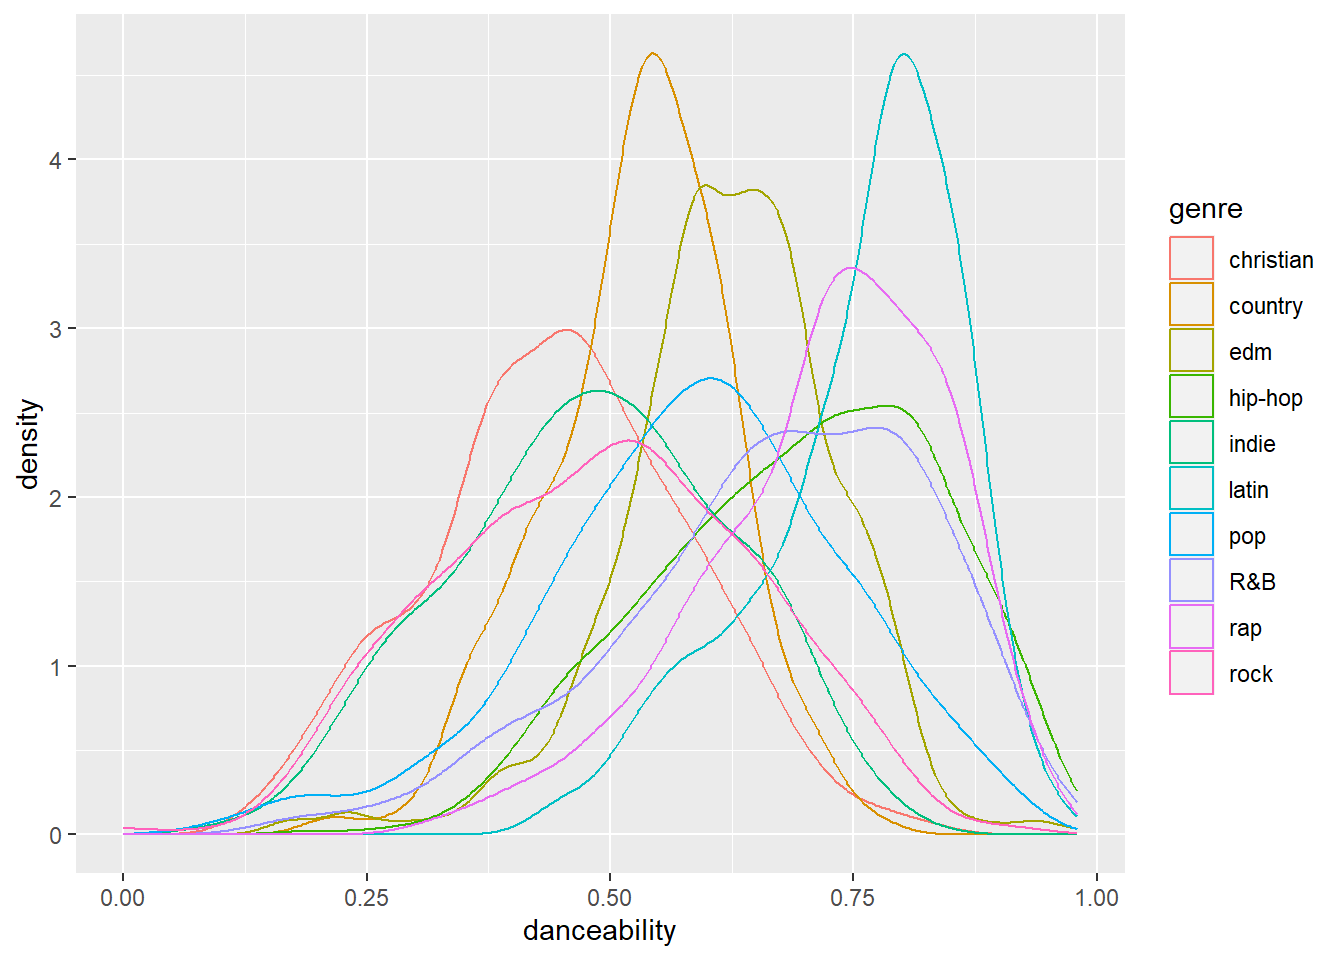 density
4
3
2
1
0
0.00 0.25 0.50 0.75 1.00
danceability
genre
christian
country
edm
hip-hop
indie
latin
pop
R&B
rap
rock